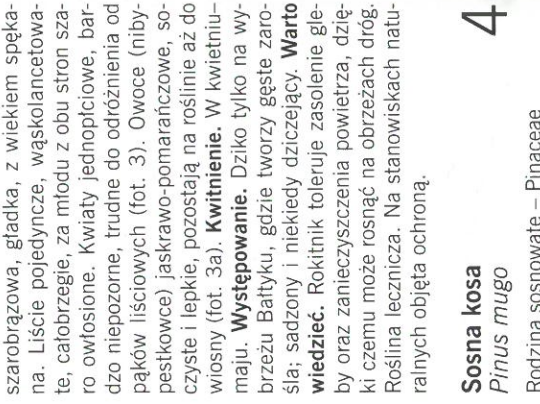 szarobrązowa, gładka, z wiekiem spęka-
na. Liście pojedyncze, wąskolancetowa-
te, całobrzegie, za młodu z obu stron sza-
ro owłosione. Kwiaty jednopłciowe, bar-
dzo niepozorne, trudne do odróżnienia od
pąków liściowych (fot. 3). Owoce (niby-
pestkowce) jaskrawo-pomarańczowe, so-
czyste i lepkie, pozostają na roślinie aż do
wiosny (fot. 3a). Kwitnienie. W kwietniu–
maju. Występowanie. Dziko tylko na wy-
brzeżu Bałtyku, gdzie tworzy gęste zaro-
śla; sadzony i niekiedy dziczejący. Warto
wiedzieć. Rokitnik toleruje zasolenie gle-
by oraz zanieczyszczenia powietrza, dzię-
ki czemu może rosnąć na obrzeżach dróg.
Roślina lecznicza. Na stanowiskach natu-
ralnych objęta ochroną.
Sosna kosa 4
Pinus mugo
Rodzina sosnowate – Pinaceae